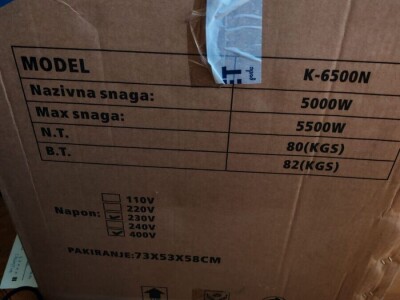 MODEL K-6500N
Nazivna snaga: 5000W
Max snaga: 5500W
N.T. 80(KGS)
B.T. 82(KGS)
110V
220V
Napon: 230V
240V
400V
PAKIRANJE:73X53X58CM